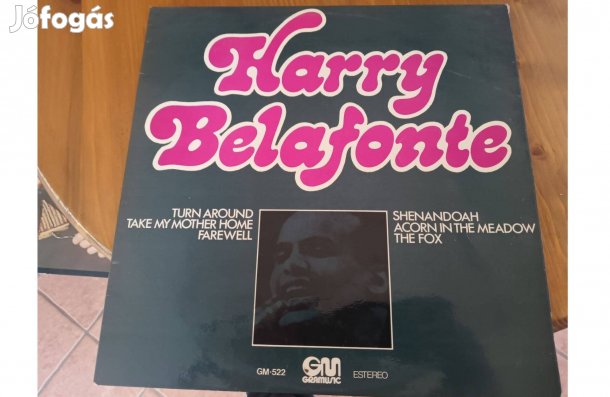 Jófogás
Harry
Belafonte
TURN AROUND
TAKE MY MOTHER HOME
FAREWELL
SHENANDOAH
ACORN IN THE MEADOW
THE FOX
GM-522
GM
GRAMUSIC
ESTEREO